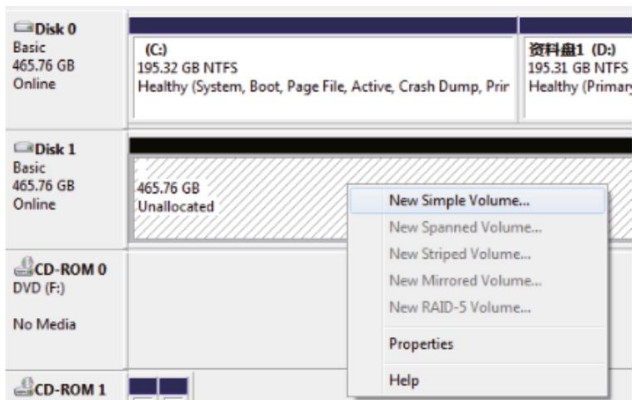 Disk 0
Basic
465.76 GB
Online
(C:)
195.32 GB NTFS
Healthy (System, Boot, Page File, Active, Crash Dump, Prir
资料盘1 (D:)
195.31 GB NTFS
Healthy (Primary
Disk 1
Basic
465.76 GB
Online
465.76 GB
Unallocated
New Simple Volume...
New Spanned Volume...
New Striped Volume...
New Mirrored Volume...
New RAID-5 Volume...
Properties
Help
CD-ROM 0
DVD (F:)
No Media
CD-ROM 1